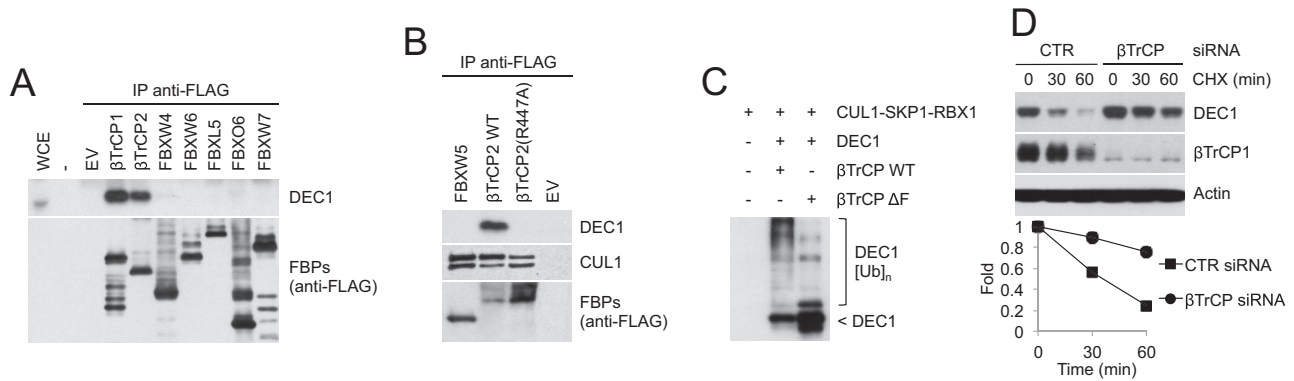 A
IP anti-FLAG
WCE
-
EV
βTrCP1
βTrCP2
FBXW4
FBXW6
FBXL5
FBXO6
FBXW7
DEC1
FBPs
(anti-FLAG)
B
IP anti-FLAG
FBXW5
βTrCP2 WT
βTrCP2(R447A)
EV
DEC1
CUL1
FBPs
(anti-FLAG)
C
+ + + CUL1-SKP1-RBX1
- + + DEC1
- + - βTrCP WT
- - + βTrCP ΔF
DEC1
[Ub]n
< DEC1
D
CTR βTrCP siRNA
0 30 60 0 30 60 CHX (min)
DEC1
βTrCP1
Actin
Fold
1
0.8
0.6
0.4
0.2
0
0 30 60
Time (min)
CTR siRNA
βTrCP siRNA